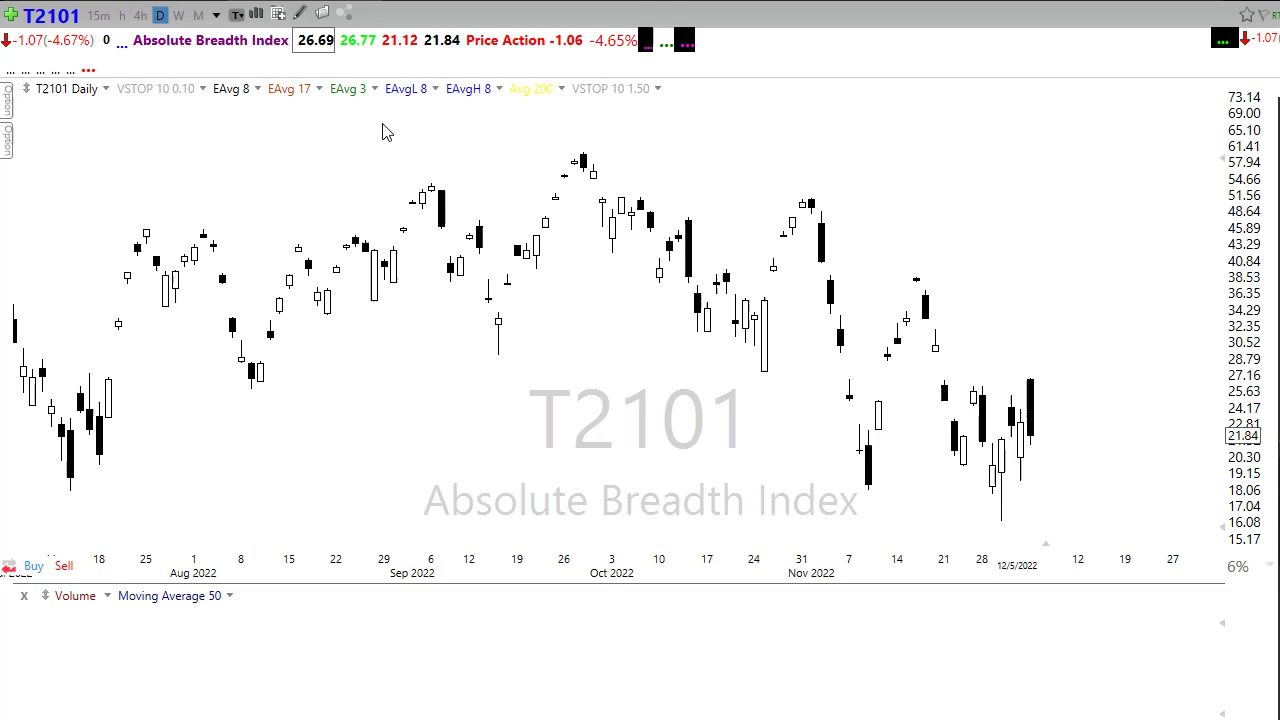 T2101 15m h 4h D W M T
-1.07(-4.67%) 0 ... Absolute Breadth Index 26.69 26.77 21.12 21.84 Price Action -1.06 -4.65% ... ... ... ... -1.07(
... ... ... ... ... ...
T2101 Daily VSTOP 10 0.10 EAvg 8 EAvg 17 EAvg 3 EAvgL 8 EAvgH 8 Avg 200 VSTOP 10 1.50
Option
Option
73.14
69.00
65.10
61.41
57.94
54.66
51.56
48.64
45.89
43.29
40.84
38.53
36.35
34.29
32.35
30.52
28.79
27.16
25.63
24.17
22.81
21.84
20.30
19.15
18.06
17.04
16.08
15.17
T2101
Absolute Breadth Index
18 25 1 8 15 22 29 6 12 19 26 3 10 17 24 31 7 14 21 28 12/5/2022 12 19 27
Buy Sell
Aug 2022 Sep 2022 Oct 2022 Nov 2022
6%
x Volume Moving Average 50